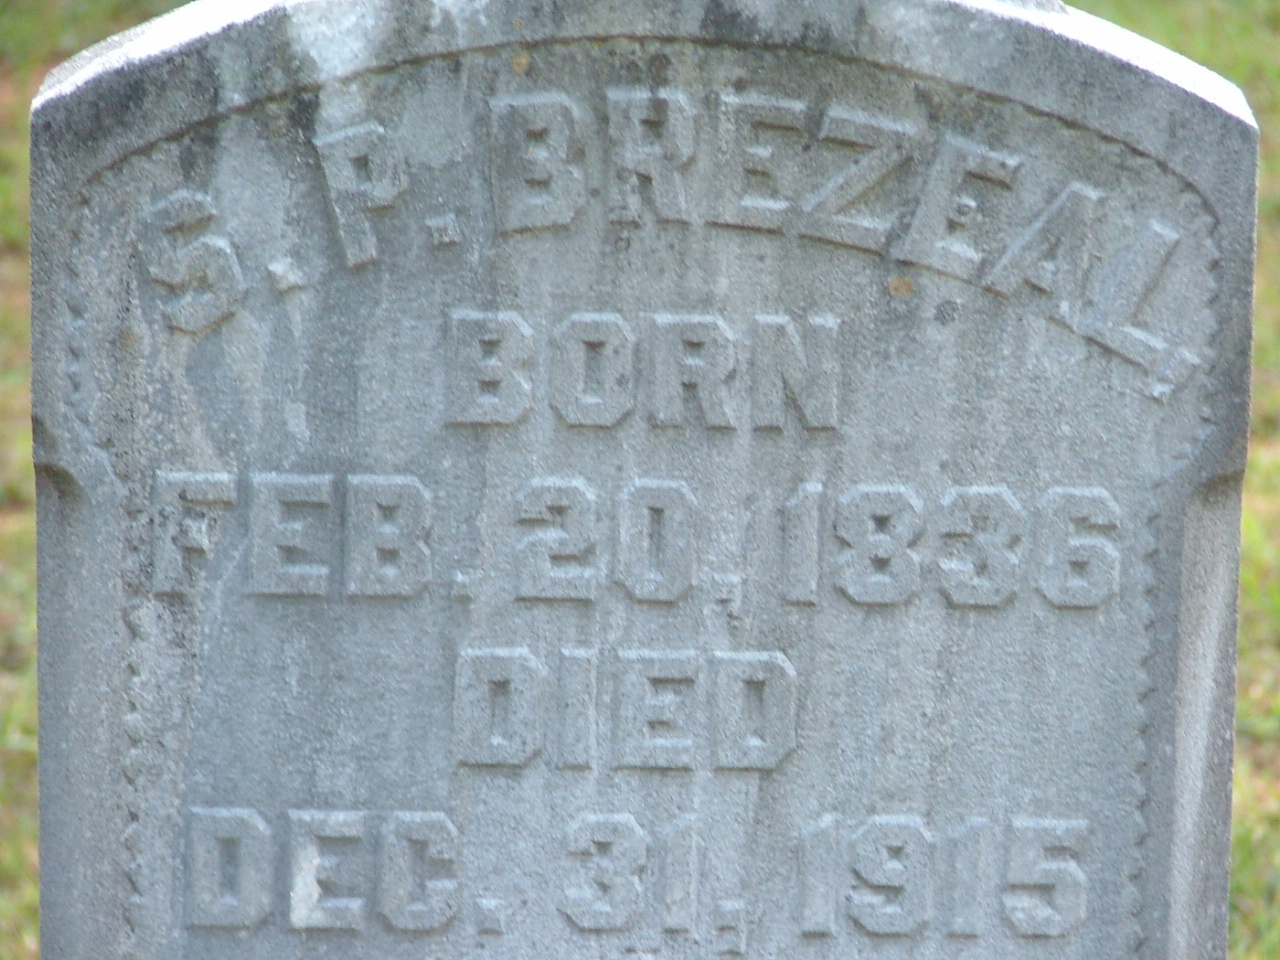 S. P. BREZEAL,
BORN
FEB. 20, 1836
DIED
DEC. 31, 1915